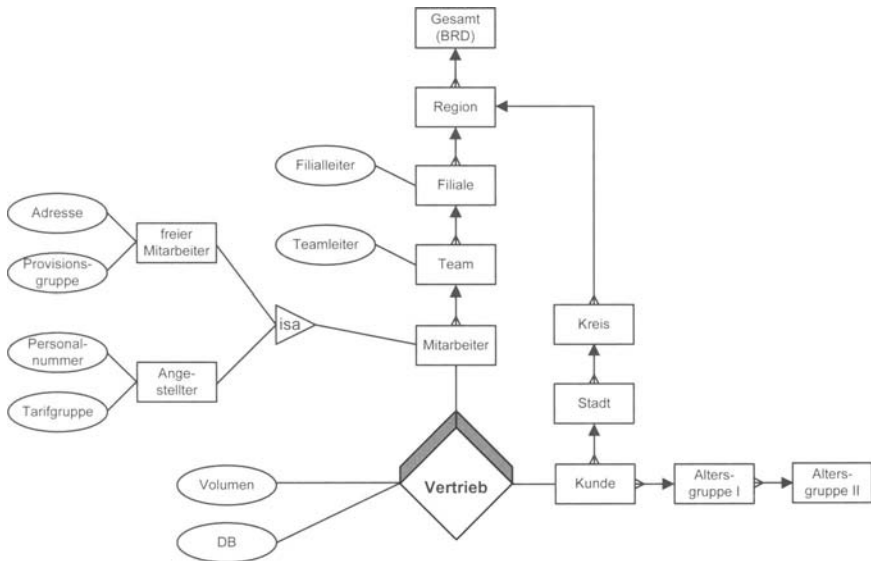 Gesamt
(BRD)
Region
Filialleiter
Filiale
Adresse
freier
Mitarbeiter
Teamleiter
Team
Provisions-
gruppe
isa
Mitarbeiter
Kreis
Personal-
nummer
Ange-
stellter
Tarifgruppe
Stadt
Volumen
Vertrieb
Kunde
Alters-
gruppe I
Alters-
gruppe II
DB